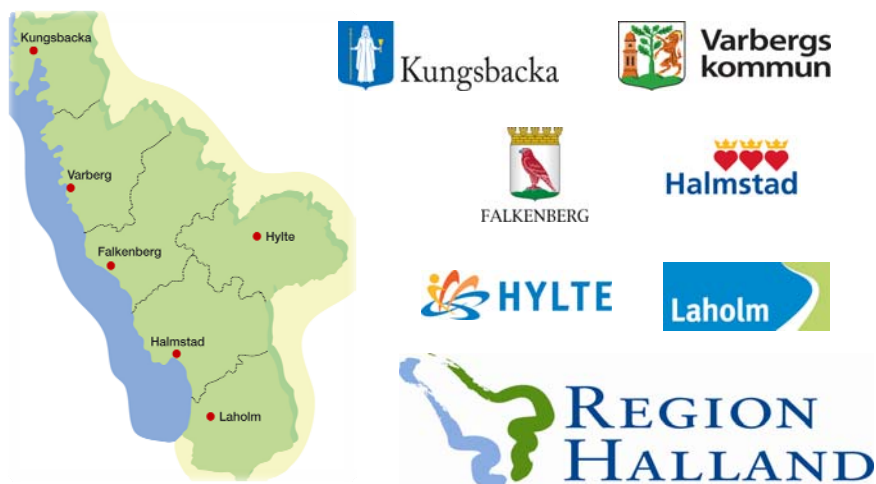 Kungsbacka
Varberg
Falkenberg
Hylte
Halmstad
Laholm
Kungsbacka
Varbergs
kommun
FALKENBERG
Halmstad
HYLTE
Laholm
REGION
HALLAND